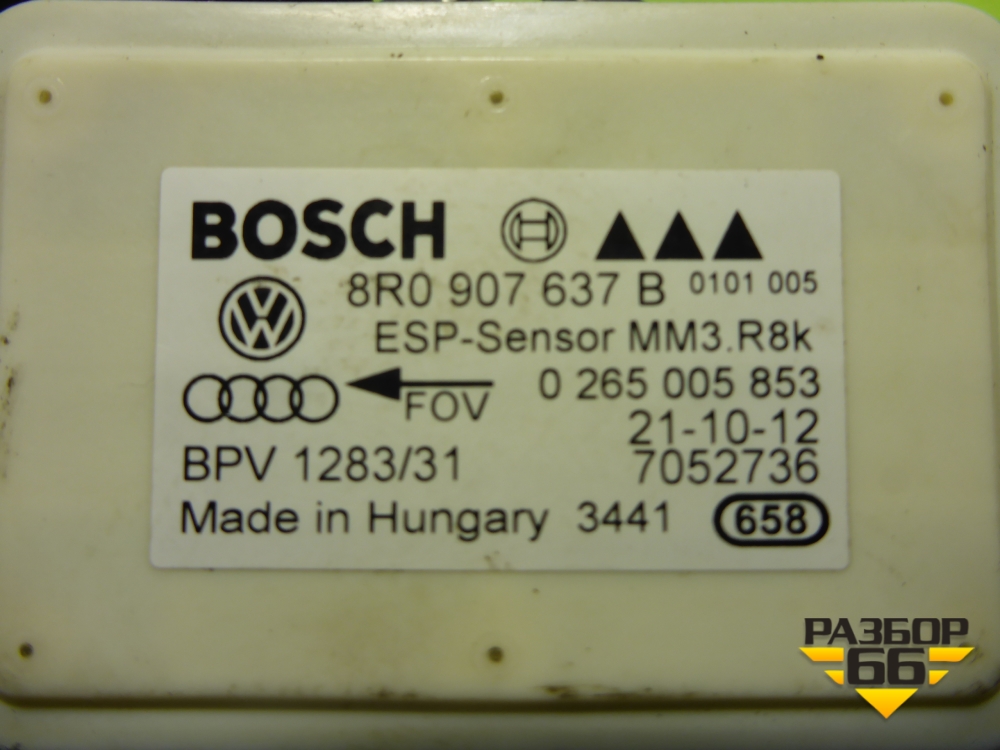 BOSCH
8R0 907 637 B 0101 005
ESP-Sensor MM3.R8k
FOV 0 265 005 853
21-10-12
BPV 1283/31 7052736
Made in Hungary 3441 658
РАЗБОР
66